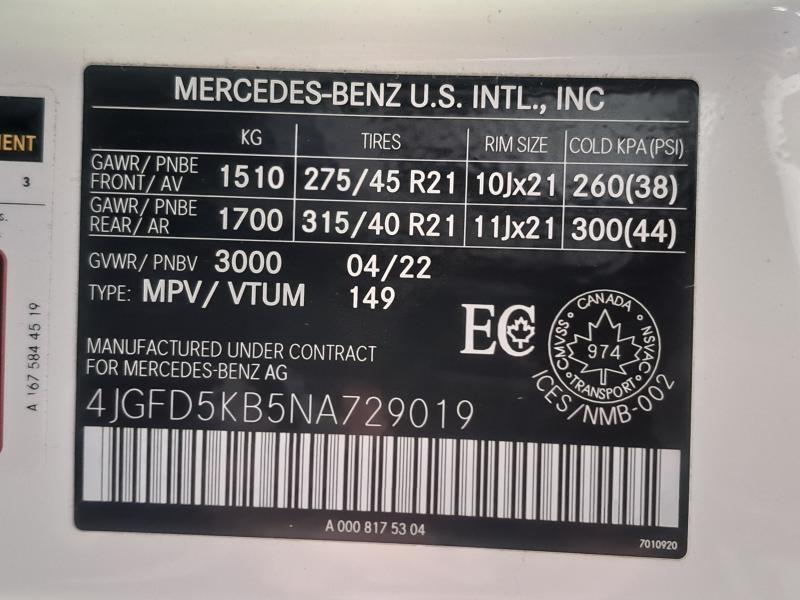 MERCEDES-BENZ U.S. INTL., INC
KG TIRES RIM SIZE COLD KPA (PSI)
GAWR/ PNBE
FRONT/ AV 1510 275/45 R21 10Jx21 260(38)
GAWR/ PNBE
REAR/ AR 1700 315/40 R21 11Jx21 300(44)
GVWR/ PNBV 3000 04/22
TYPE: MPV/ VTUM 149
EC
CANADA
CMVSS NSVAC
974
TRANSPORT
ICES/NMB-002
MANUFACTURED UNDER CONTRACT
FOR MERCEDES-BENZ AG
4JGFD5KB5NA729019
A 000 817 53 04
7010920
MENT
3
s.
A 167 584 45 19